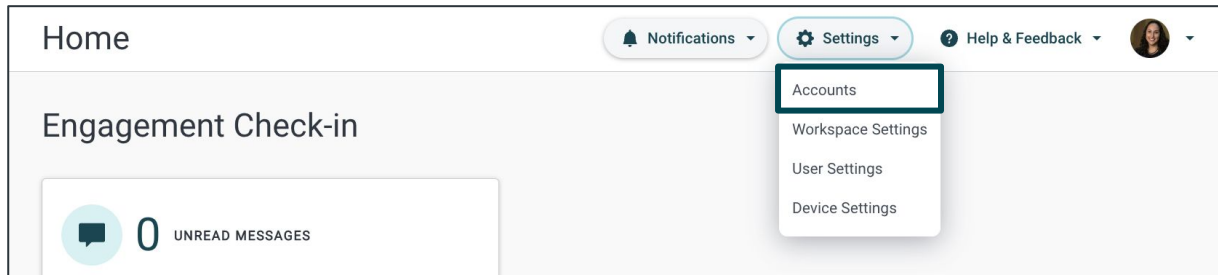 Home
Notifications
Settings
Help & Feedback
Accounts
Workspace Settings
User Settings
Device Settings
Engagement Check-in
0 UNREAD MESSAGES